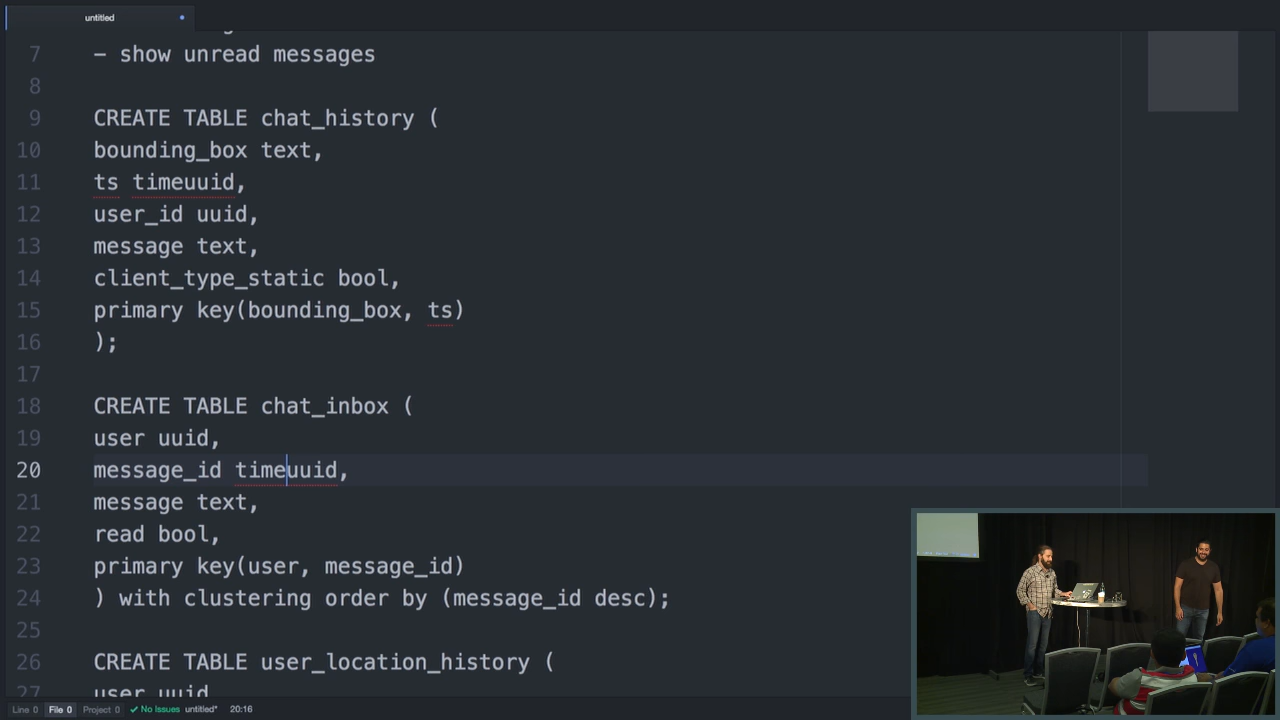 untitled
7 – show unread messages
8
9 CREATE TABLE chat_history (
10 bounding_box text,
11 ts timeuuid,
12 user_id uuid,
13 message text,
14 client_type_static bool,
15 primary key(bounding_box, ts)
16 );
17
18 CREATE TABLE chat_inbox (
19 user uuid,
20 message_id timeuuid,
21 message text,
22 read bool,
23 primary key(user, message_id)
24 ) with clustering order by (message_id desc);
25
26 CREATE TABLE user_location_history (
27 user uuid
Line 0 File 0 Project 0 ✔ No Issues untitled* 20:16